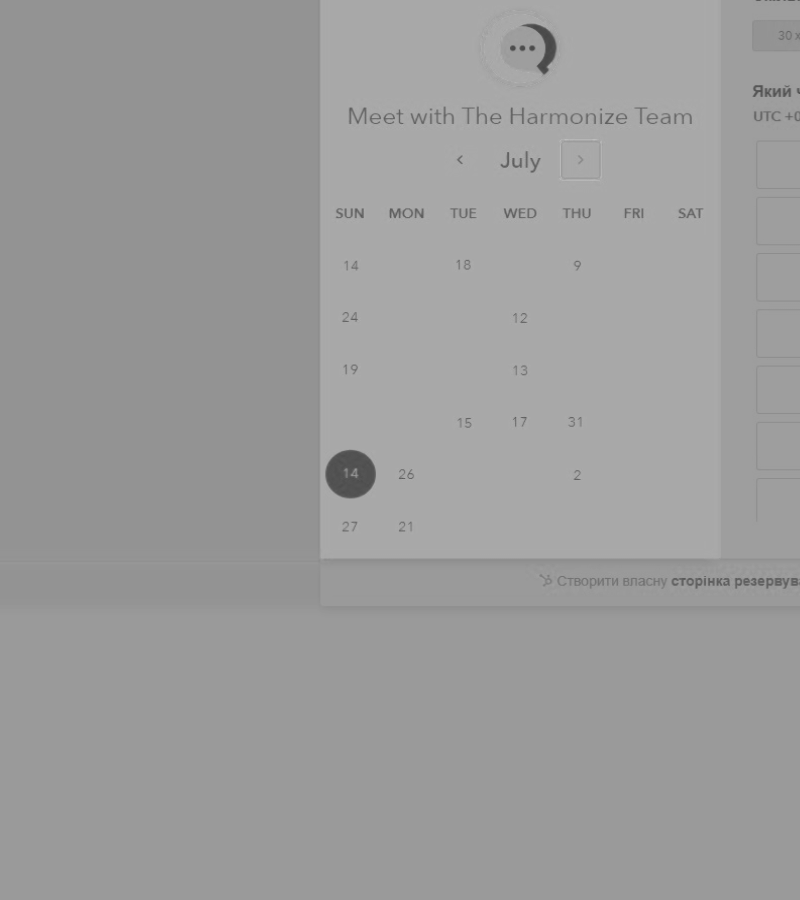 30 x
Який ч
UTC +0
Meet with The Harmonize Team
July
SUN MON TUE WED THU FRI SAT
14 18 9
24 12
19 13
15 17 31
14 26 2
27 21
Створити власну сторінка резервув